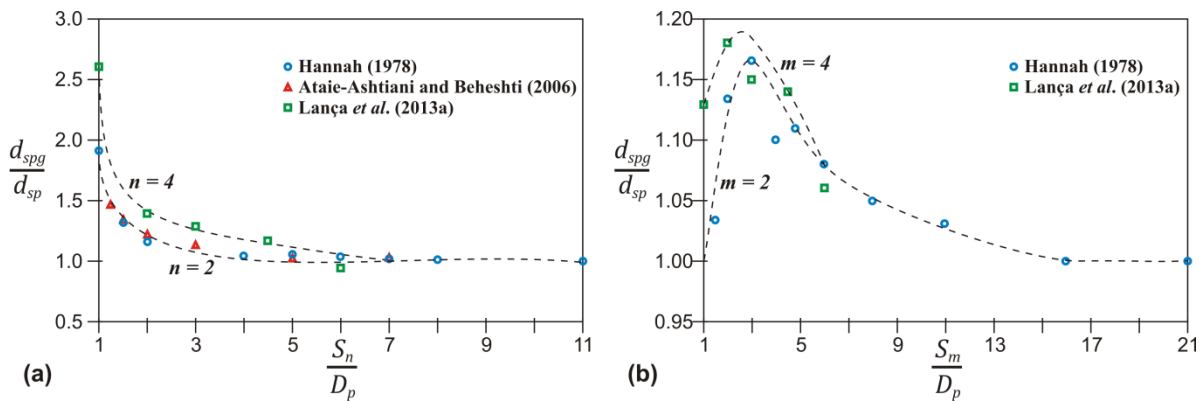 3.0
2.5
2.0
1.5
1.0
0.5
d_spg
d_sp
Hannah (1978)
Ataie-Ashtiani and Beheshti (2006)
Lança et al. (2013a)
n = 4
n = 2
1 3 5 7 9 11
S_n
D_p
(a)
1.20
1.15
1.10
1.05
1.00
0.95
d_spg
d_sp
Hannah (1978)
Lança et al. (2013a)
m = 4
m = 2
1 5 9 13 17 21
S_m
D_p
(b)